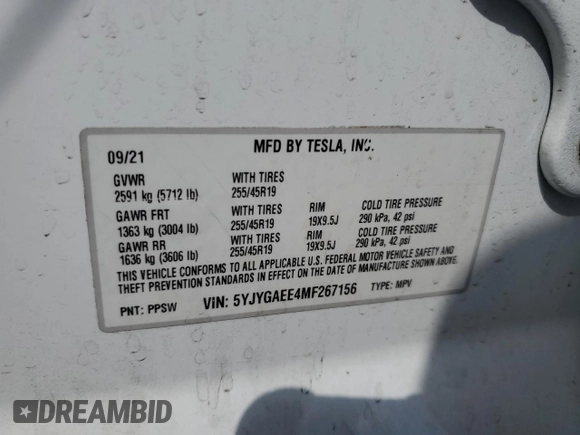 MFD BY TESLA, INC.
09/21
GVWR WITH TIRES
2591 kg (5712 lb) 255/45R19
GAWR FRT WITH TIRES RIM COLD TIRE PRESSURE
1363 kg (3004 lb) 255/45R19 19X9.5J 290 kPa, 42 psi
GAWR RR WITH TIRES RIM COLD TIRE PRESSURE
1636 kg (3606 lb) 255/45R19 19X9.5J 290 kPa, 42 psi
THIS VEHICLE CONFORMS TO ALL APPLICABLE U.S. FEDERAL MOTOR VEHICLE SAFETY AND
THEFT PREVENTION STANDARDS IN EFFECT ON THE DATE OF MANUFACTURE SHOWN ABOVE.
PNT: PPSW VIN: 5YJYGAEE4MF267156 TYPE: MPV
DREAMBID